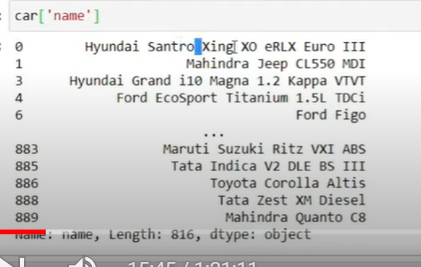 car['name']
0 Hyundai Santro Xing XO eRLX Euro III
1 Mahindra Jeep CL550 MDI
3 Hyundai Grand i10 Magna 1.2 Kappa VTVT
4 Ford EcoSport Titanium 1.5L TDCi
6 Ford Figo
...
883 Maruti Suzuki Ritz VXI ABS
885 Tata Indica V2 DLE BS III
886 Toyota Corolla Altis
888 Tata Zest XM Diesel
889 Mahindra Quanto C8
Name: name, Length: 816, dtype: object
15:45 / 1:21:11